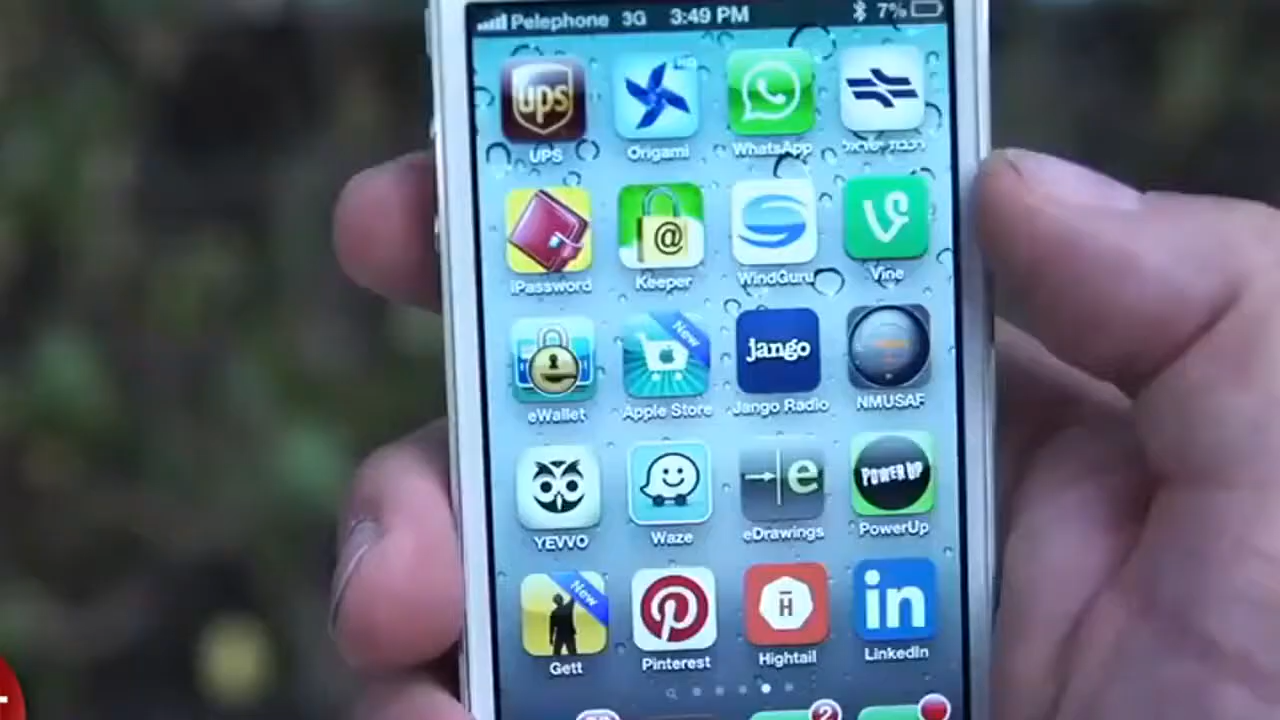 Pelephone 3G 3:49 PM 7%
ups HD
UPS Origami WhatsApp רכבת ישראל
@
iPassword Keeper WindGuru Vine
New jango
eWallet Apple Store Jango Radio NMUSAF
e POWER UP
YEVVO Waze eDrawings PowerUp
New H in
Gett Pinterest Hightail LinkedIn
2